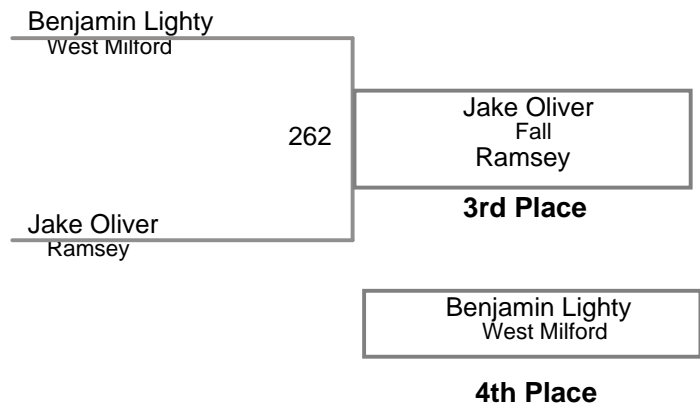 Benjamin Lighty
West Milford
262
Jake Oliver
Fall
Ramsey
3rd Place
Jake Oliver
Ramsey
Benjamin Lighty
West Milford
4th Place